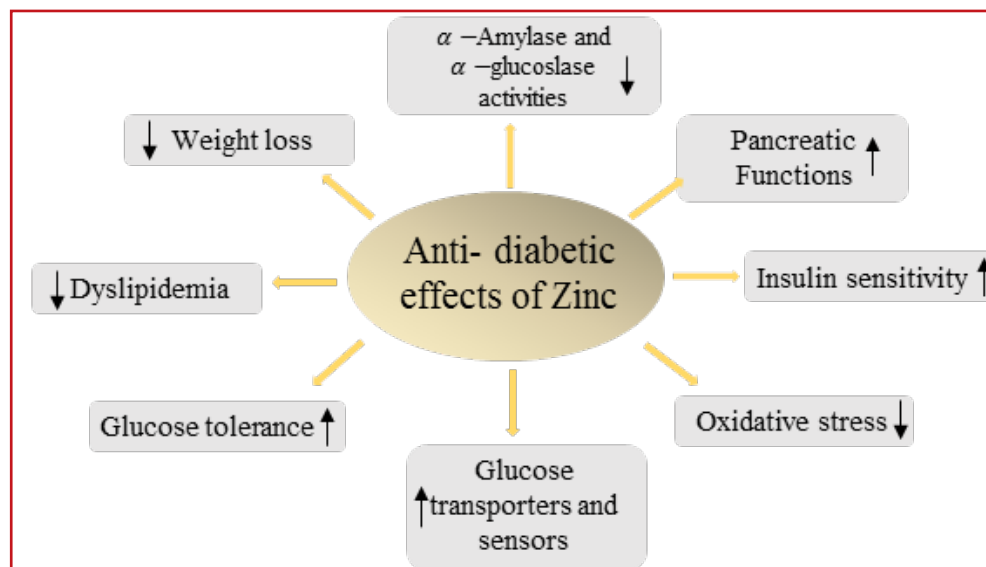 α –Amylase and
α –glucoslase
activities
Weight loss
Pancreatic
Functions
Anti- diabetic
effects of Zinc
Dyslipidemia
Insulin sensitivity
Glucose tolerance
Oxidative stress
Glucose
transporters and
sensors